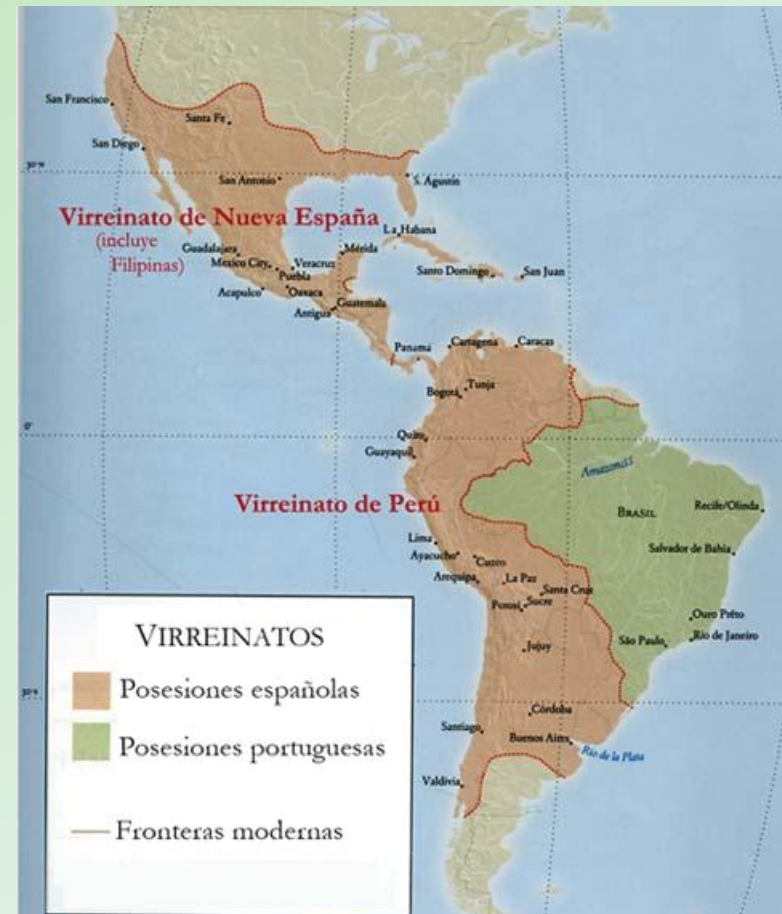 San Francisco
Santa Fe
San Diego
30°N
San Antonio
S. Agustín
Virreinato de Nueva España
(incluye
Filipinas)
La Habana
Guadalajara
Mérida
Mexico City
Veracruz
Puebla
Santo Domingo
San Juan
Acapulco
Oaxaca
Guatemala
Antigua
Panamá
Cartagena
Caracas
Tunja
Bogotá
0°
Quito
Guayaquil
Amazonas
Virreinato de Perú
BRASIL
Recife/Olinda
Lima
Ayacucho
Cuzco
Salvador de Bahia
Arequipa
La Paz
Santa Cruz
Potosí
Sucre
Ouro Prêto
São Paulo
Rio de Janeiro
Jujuy
30°S
Córdoba
Santiago
Buenos Aires
Río de la Plata
Valdivia
VIRREINATOS
Posesiones españolas
Posesiones portuguesas
Fronteras modernas